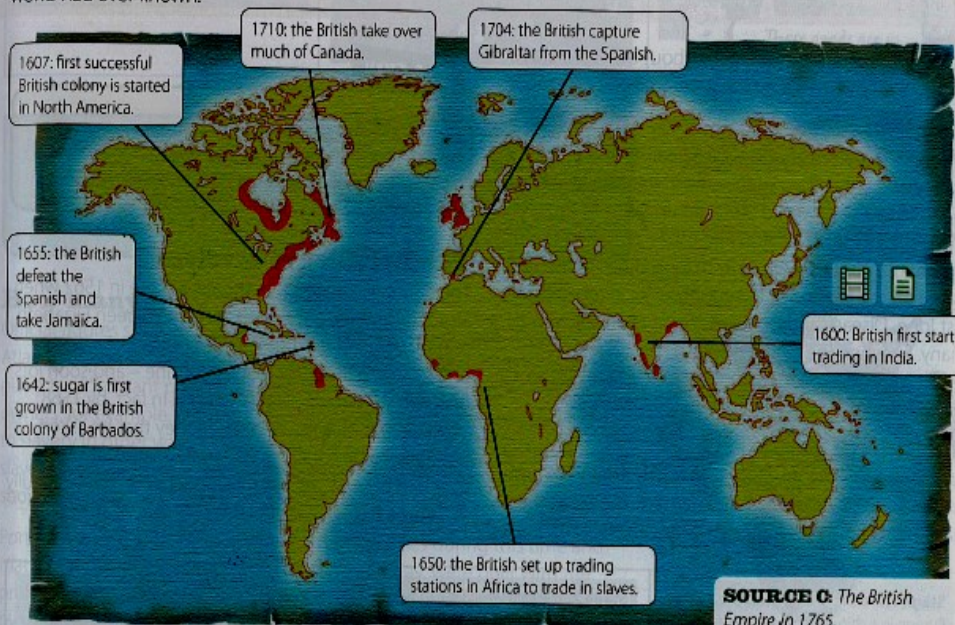 1710: the British take over
much of Canada.
1704: the British capture
Gibraltar from the Spanish.
1607: first successful
British colony is started
in North America.
1655: the British
defeat the
Spanish and
take Jamaica.
1600: British first start
trading in India.
1642: sugar is first
grown in the British
colony of Barbados.
1650: the British set up trading
stations in Africa to trade in slaves.
SOURCE C: The British
Empire in 1765